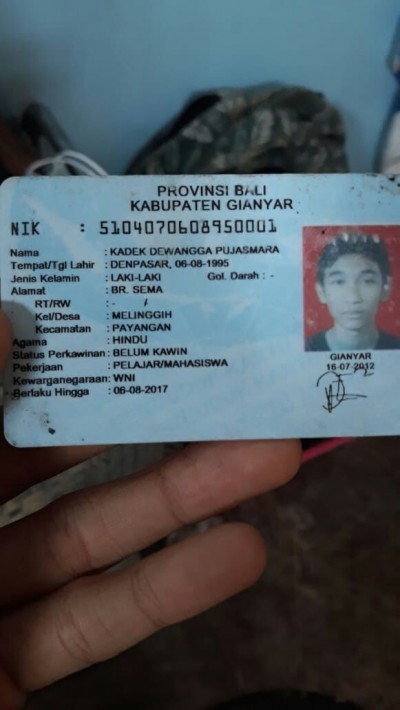 PROVINSI BALI
KABUPATEN GIANYAR
NIK : 5104070608950001
Nama : KADEK DEWANGGA PUJASMARA
Tempat/Tgl Lahir : DENPASAR, 06-08-1995
Jenis Kelamin : LAKI-LAKI Gol. Darah : -
Alamat : BR. SEMA
RT/RW : - /
Kel/Desa : MELINGGIH
Kecamatan : PAYANGAN
Agama : HINDU
Status Perkawinan : BELUM KAWIN
Pekerjaan : PELAJAR/MAHASISWA
Kewarganegaraan : WNI
Berlaku Hingga : 06-08-2017
GIANYAR
16-07-2012